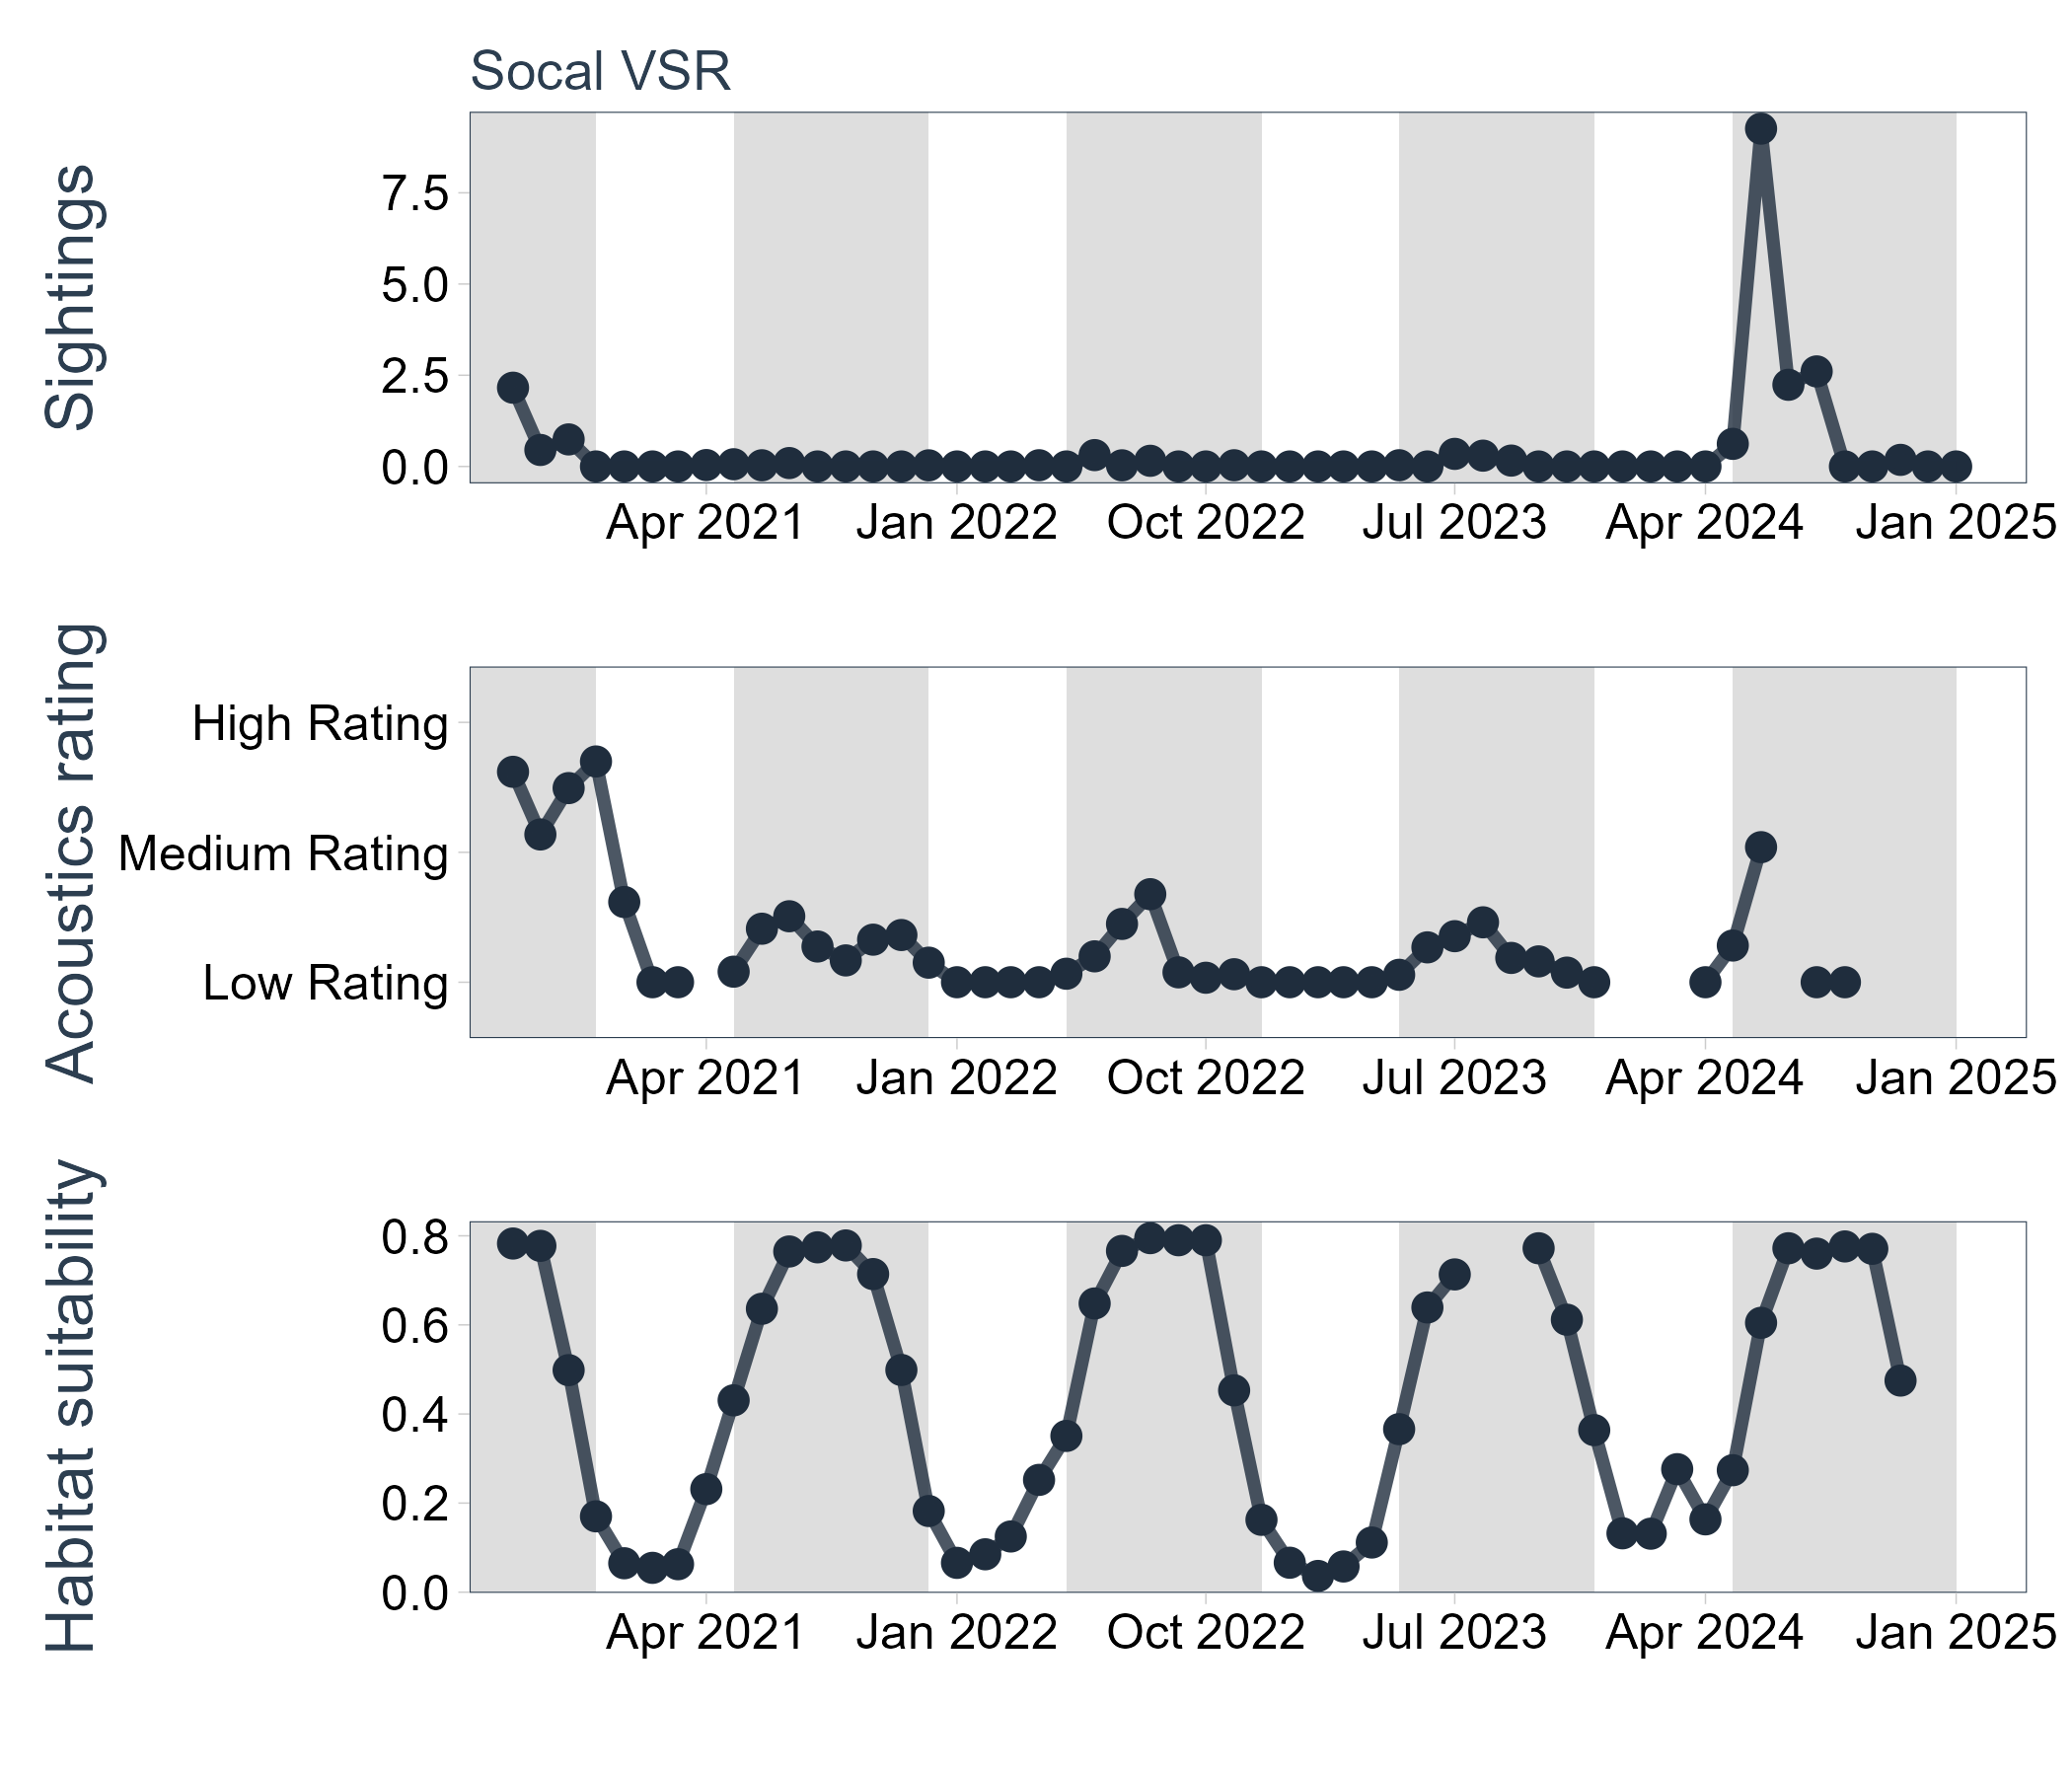 Socal VSR
Sightings
7.5
5.0
2.5
0.0
Apr 2021 Jan 2022 Oct 2022 Jul 2023 Apr 2024 Jan 2025
Acoustics rating
High Rating
Medium Rating
Low Rating
Apr 2021 Jan 2022 Oct 2022 Jul 2023 Apr 2024 Jan 2025
Habitat suitability
0.8
0.6
0.4
0.2
0.0
Apr 2021 Jan 2022 Oct 2022 Jul 2023 Apr 2024 Jan 2025